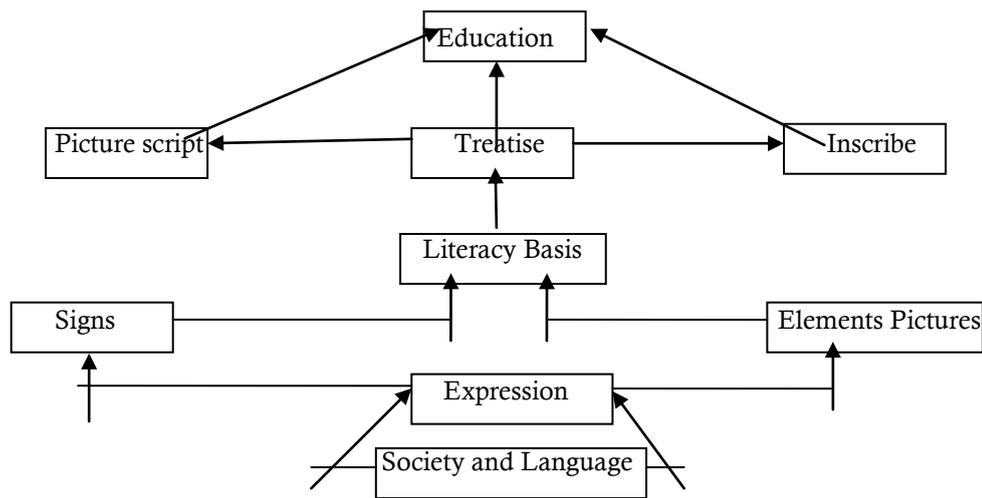 Education
Picture script
Treatise
Inscribe
Literacy Basis
Signs
Elements Pictures
Expression
Society and Language